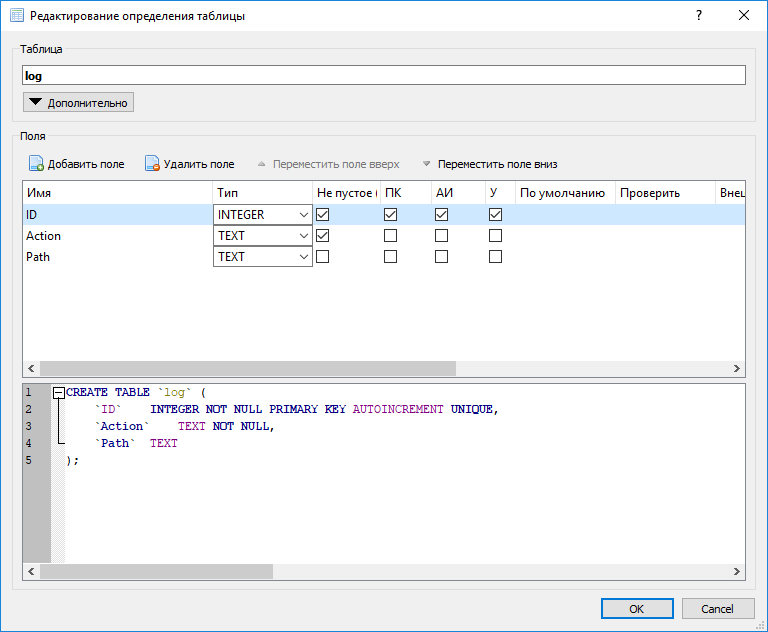 Редактирование определения таблицы
?
Таблица
log
Дополнительно
Поля
Добавить поле Удалить поле Переместить поле вверх Переместить поле вниз
Имя Тип Не пустое ( ПК АИ У По умолчанию Проверить Внеш
ID INTEGER
Action TEXT
Path TEXT
1 CREATE TABLE `log` (
2 `ID` INTEGER NOT NULL PRIMARY KEY AUTOINCREMENT UNIQUE,
3 `Action` TEXT NOT NULL,
4 `Path` TEXT
5 );
OK Cancel